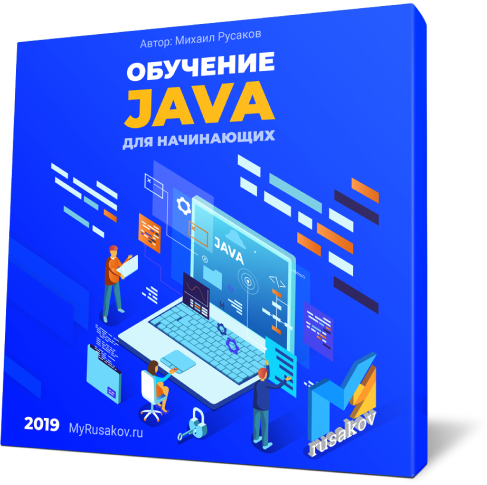 Автор: Михаил Русаков
ОБУЧЕНИЕ
JAVA
ДЛЯ НАЧИНАЮЩИХ
JAVA
rusakov
2019 MyRusakov.ru